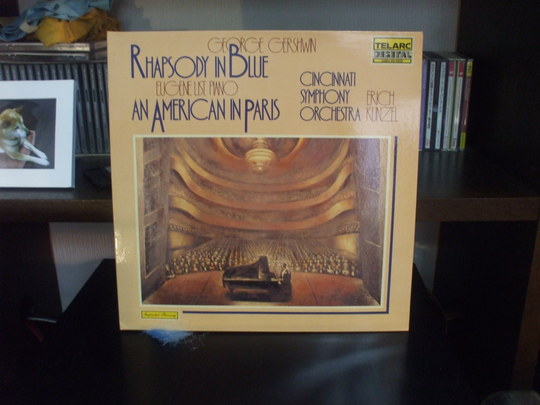 GEORGE GERSHWIN
RHAPSODY IN BLUE
EUGENE LIST, PIANO
AN AMERICAN IN PARIS
CINCINNATI
SYMPHONY
ORCHESTRA
ERICH
KUNZEL
TELARC
DIGITAL